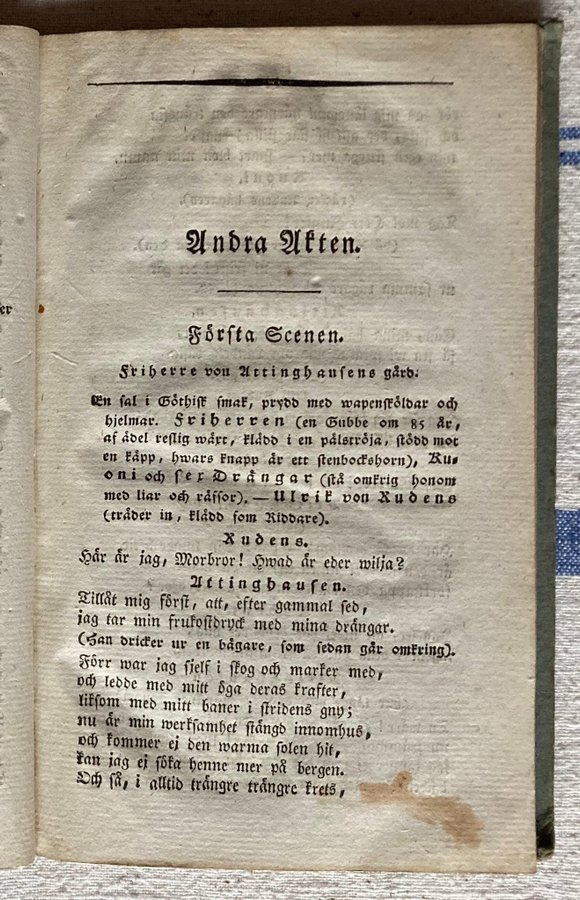 er
Andra Akten.
Första Scenen.
Friherre von Attinghausens gård.
En sal i Göthisk smak, prydd med wapensköldar och
hjelmar. Friherren (en Gubbe om 85 år,
af ädel reslig wäxt, klädd i en pälströja, stödd mot
en käpp, hwars knapp är ett stenbockshorn), Ru-
oni och sex Drängar (stå omkrig honom
med liar och räfsor). — Ulrik von Rudens
(träder in, klädd som Riddare).
Rudens.
Här är jag, Morbror! Hwad är eder wilja?
Attinghausen.
Tillåt mig först, att, efter gammal sed,
jag tar min frukostdryck med mina drängar.
(Han dricker ur en bägare, som sedan går omkring).
Förr war jag sjelf i skog och marker med,
och ledde med mitt öga deras krafter,
liksom med mitt baner i stridens gny;
nu är min werksamhet stängd innomhus,
och kommer ej den warma solen hit,
kan jag ej söka henne mer på bergen.
Och så, i alltid trängre trängre krets,